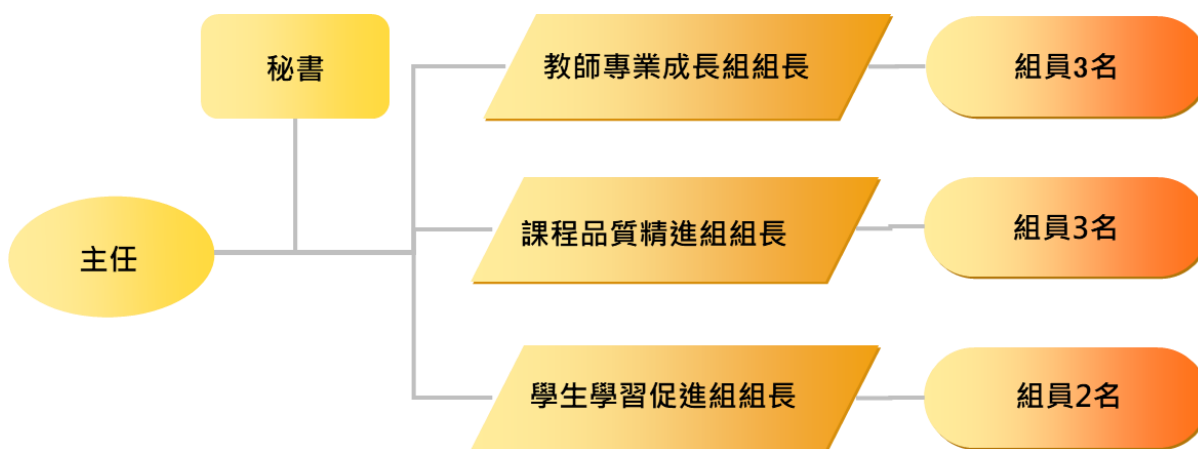 秘書
主任
教師專業成長組組長
組員3名
課程品質精進組組長
組員3名
學生學習促進組組長
組員2名